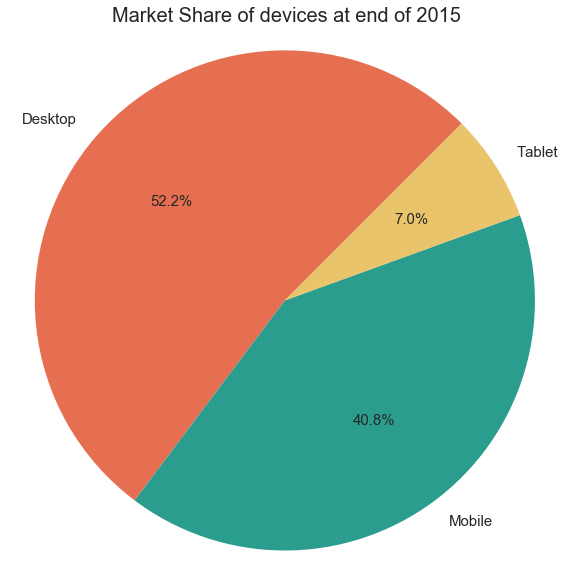 Market Share of devices at end of 2015
Desktop
Tablet
52.2%
7.0%
40.8%
Mobile